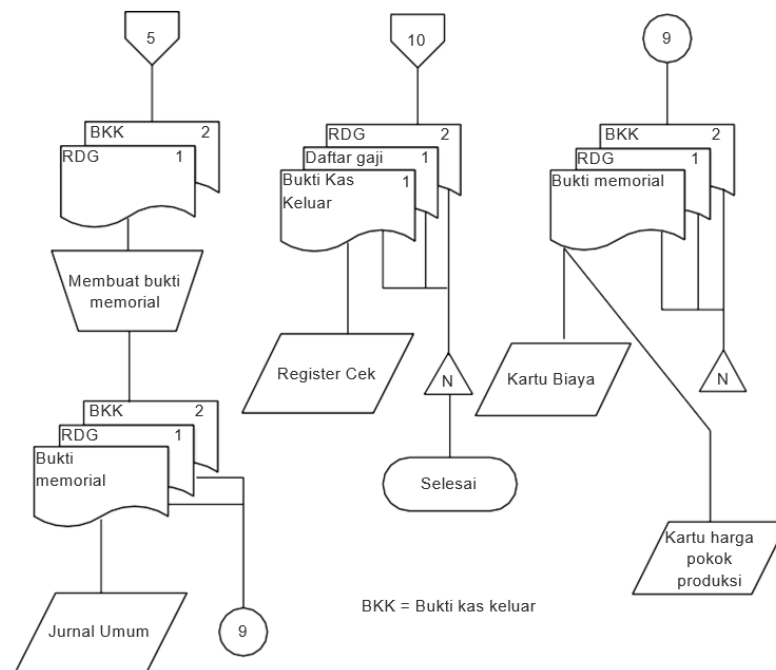 5
BKK 2
RDG 1
Membuat bukti
memorial
BKK 2
RDG 1
Bukti
memorial
Jurnal Umum
9
10
RDG 2
Daftar gaji 1
Bukti Kas 1
Keluar
Register Cek
N
Selesai
9
BKK 2
RDG 1
Bukti memorial
Kartu Biaya
N
Kartu harga
pokok
produksi
BKK = Bukti kas keluar